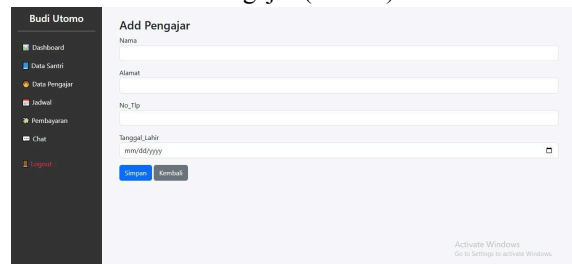 Budi Utomo
Dashboard
Data Santri
Data Pengajar
Jadwal
Pembayaran
Chat
Logout
Add Pengajar
Nama
Alamat
No_Tlp
Tanggal_Lahir
mm/dd/yyyy
Simpan Kembali
Activate Windows
Go to Settings to activate Windows.